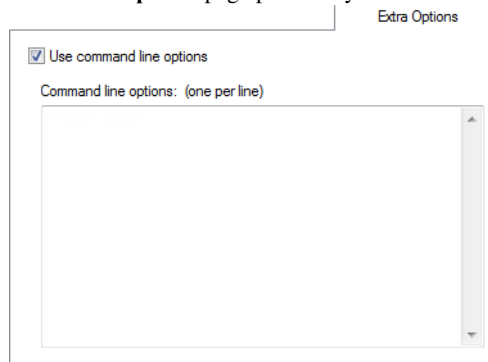 Extra Options
Use command line options
Command line options: (one per line)